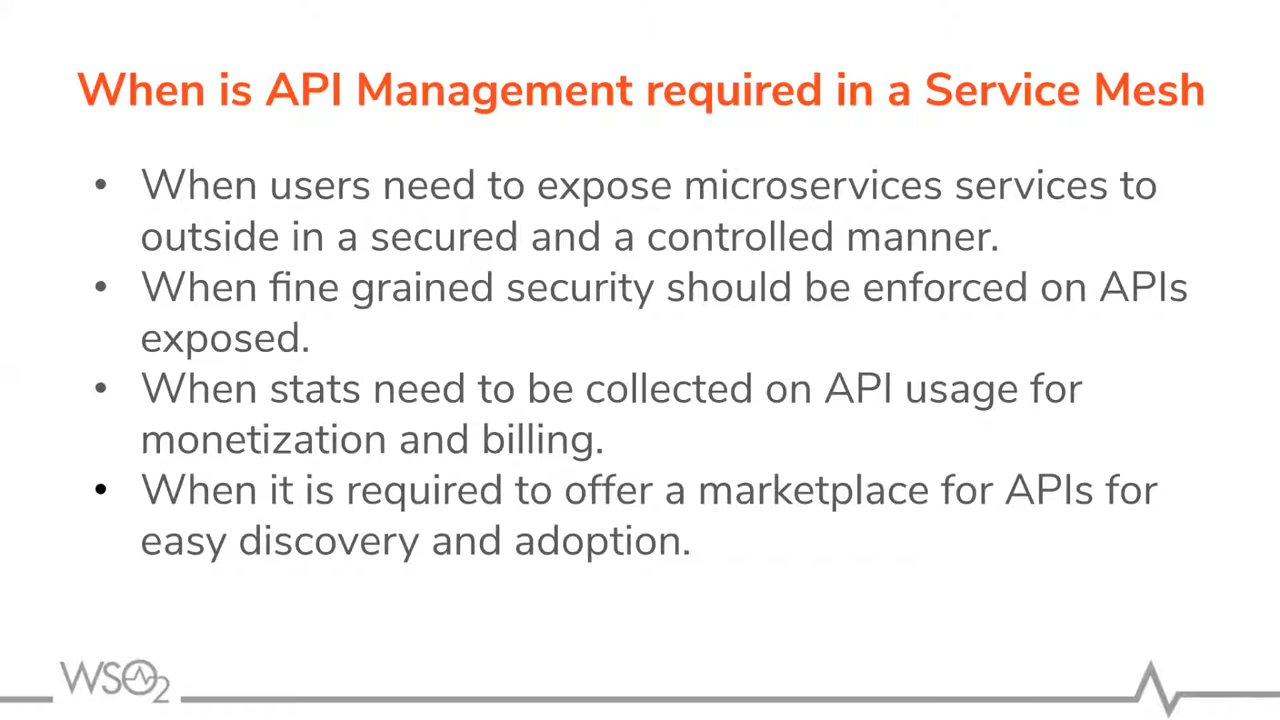 When is API Management required in a Service Mesh
• When users need to expose microservices services to
outside in a secured and a controlled manner.
• When fine grained security should be enforced on APIs
exposed.
• When stats need to be collected on API usage for
monetization and billing.
• When it is required to offer a marketplace for APIs for
easy discovery and adoption.
WSO2